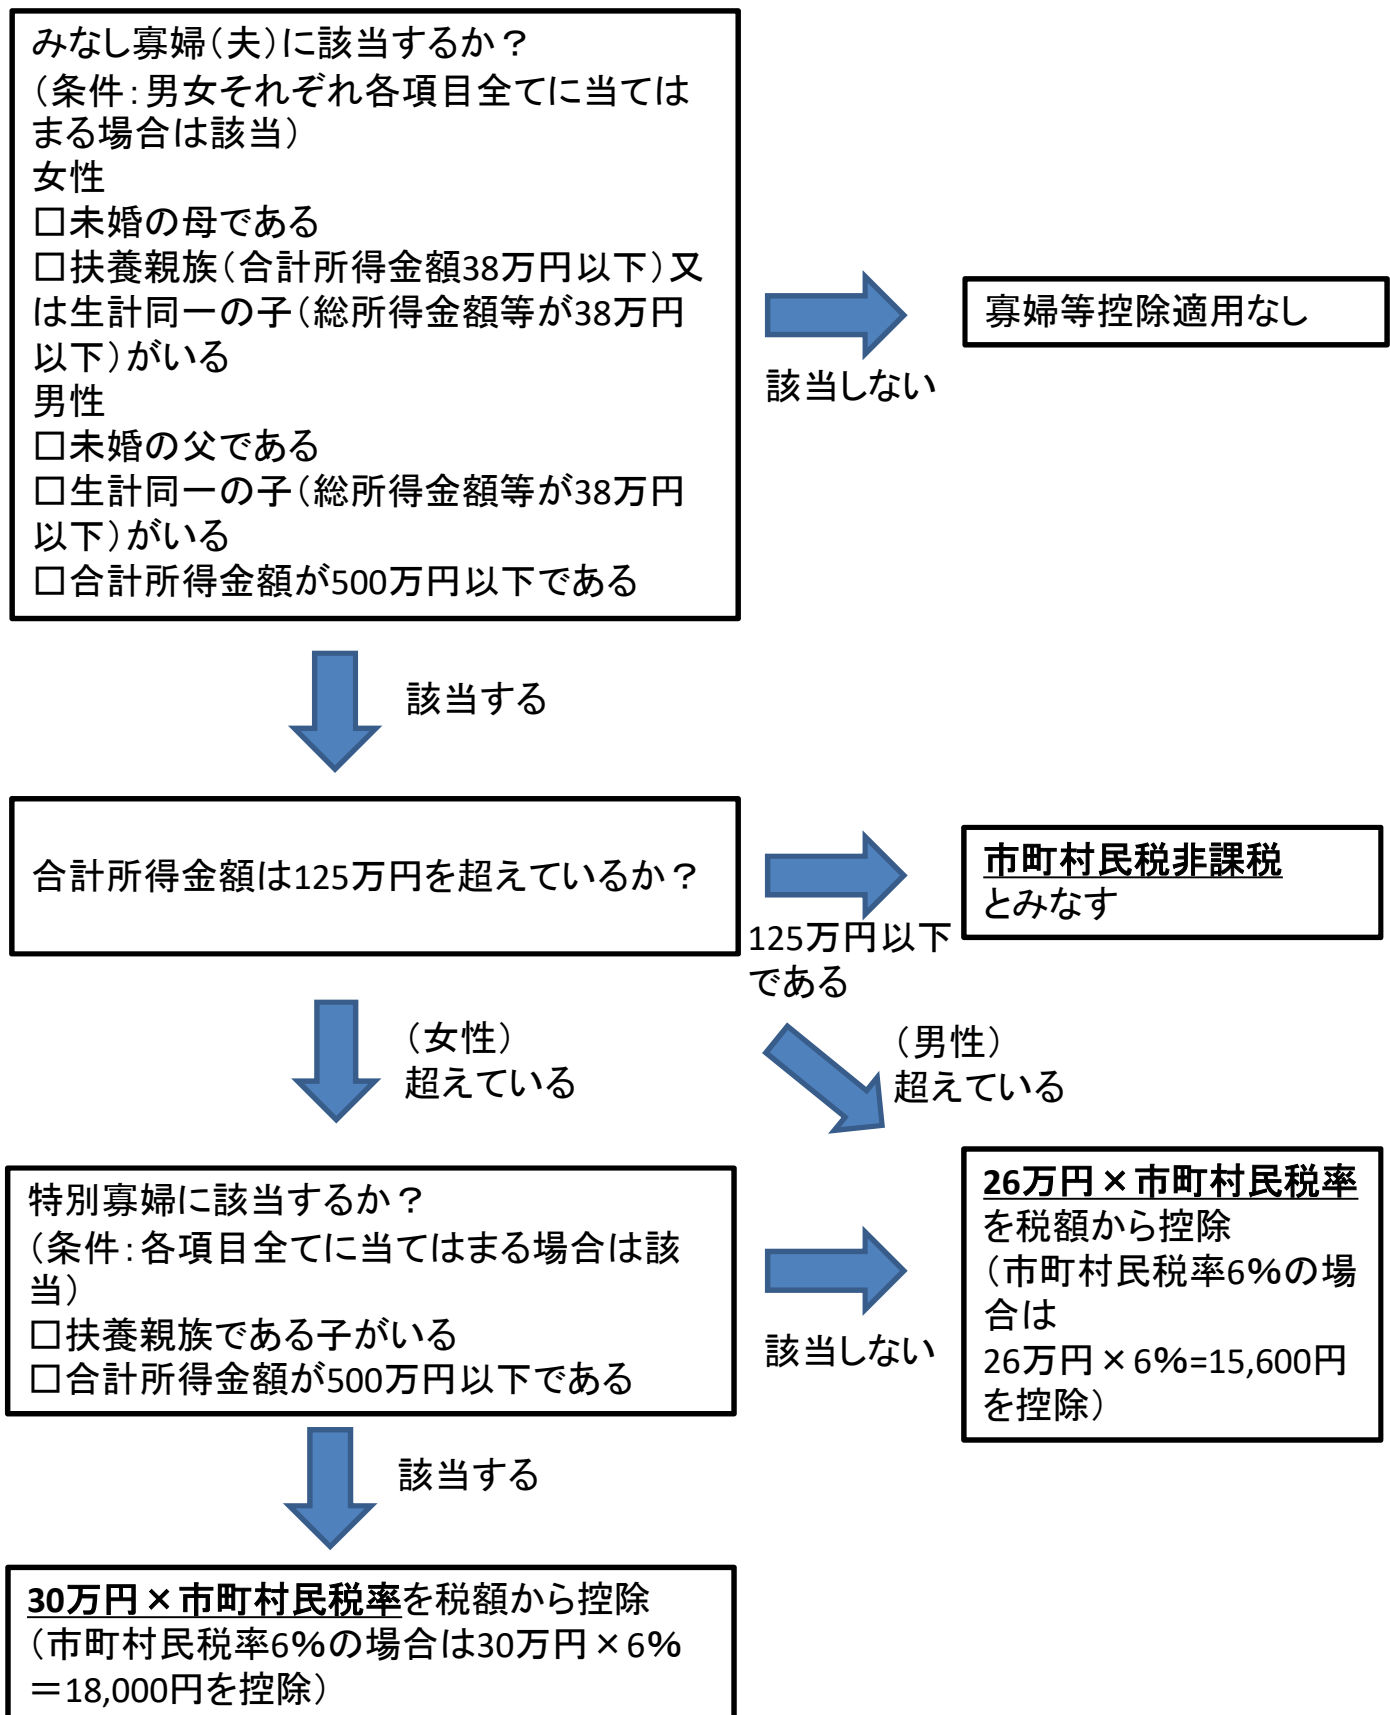 みなし寡婦（夫）に該当するか？
（条件：男女それぞれ各項目全てに当ては
まる場合は該当）
女性
□未婚の母である
□扶養親族（合計所得金額38万円以下）又
は生計同一の子（総所得金額等が38万円
以下）がいる
男性
□未婚の父である
□生計同一の子（総所得金額等が38万円
以下）がいる
□合計所得金額が500万円以下である
該当しない
寡婦等控除適用なし
該当する
合計所得金額は125万円を超えているか？
125万円以下
である
市町村民税非課税
とみなす
（女性）
超えている
（男性）
超えている
特別寡婦に該当するか？
（条件：各項目全てに当てはまる場合は該
当）
□扶養親族である子がいる
□合計所得金額が500万円以下である
該当しない
26万円×市町村民税率
を税額から控除
（市町村民税率6%の場
合は
26万円×6%=15,600円
を控除）
該当する
30万円×市町村民税率を税額から控除
（市町村民税率6%の場合は30万円×6%
＝18,000円を控除）